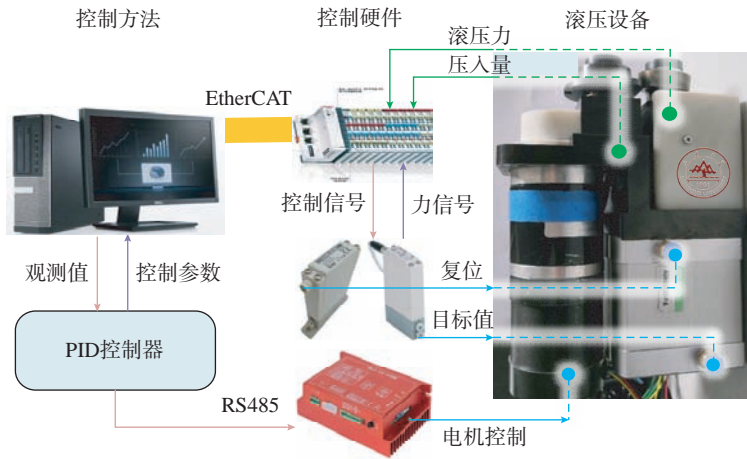 控制方法
控制硬件
滚压设备
滚压力
压入量
EtherCAT
控制信号
力信号
观测值
控制参数
复位
目标值
PID控制器
RS485
电机控制